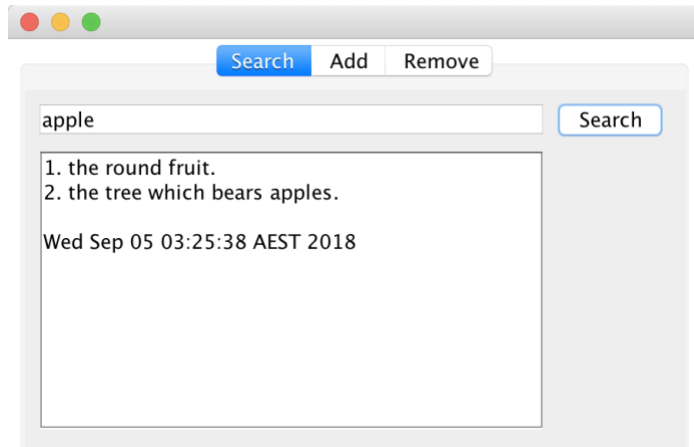 Search Add Remove
apple Search
1. the round fruit.
2. the tree which bears apples.
Wed Sep 05 03:25:38 AEST 2018